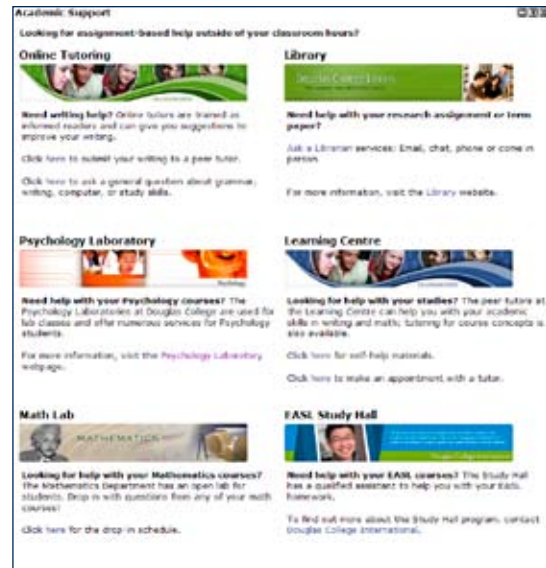 Academic Support
Looking for assignment-based help outside of your classroom hours?
Online Tutoring
Need writing help? Online tutors are trained as
informed readers and can give you suggestions to
improve your writing.
Click here to submit your writing to a peer tutor.
Click here to ask a general question about grammar,
writing, computer, or study skills.
Library
Douglas College Library
Need help with your research assignment or term
paper?
Ask a Librarian services: Email, chat, phone or come in
person.
For more information, visit the Library website.
Psychology Laboratory
Psychology
Need help with your Psychology courses? The
Psychology Laboratories at Douglas College are used for
lab classes and offer numerous services for Psychology
students.
For more information, visit the Psychology Laboratory
webpage.
Learning Centre
Looking for help with your studies? The peer tutors at
the Learning Centre can help you with your academic
skills in writing and math; tutoring for course concepts is
also available.
Click here for self-help materials.
Click here to make an appointment with a tutor.
Math Lab
MATHEMATICS
Looking for help with your Mathematics courses?
The Mathematics Department has an open lab for
students. Drop in with questions from any of your math
courses!
Click here for the drop-in schedule.
EASL Study Hall
Douglas College International
Need help with your EASL courses? The Study Hall
has a qualified assistant to help you with your EASL
homework.
To find out more about the Study Hall program, contact
Douglas College International.